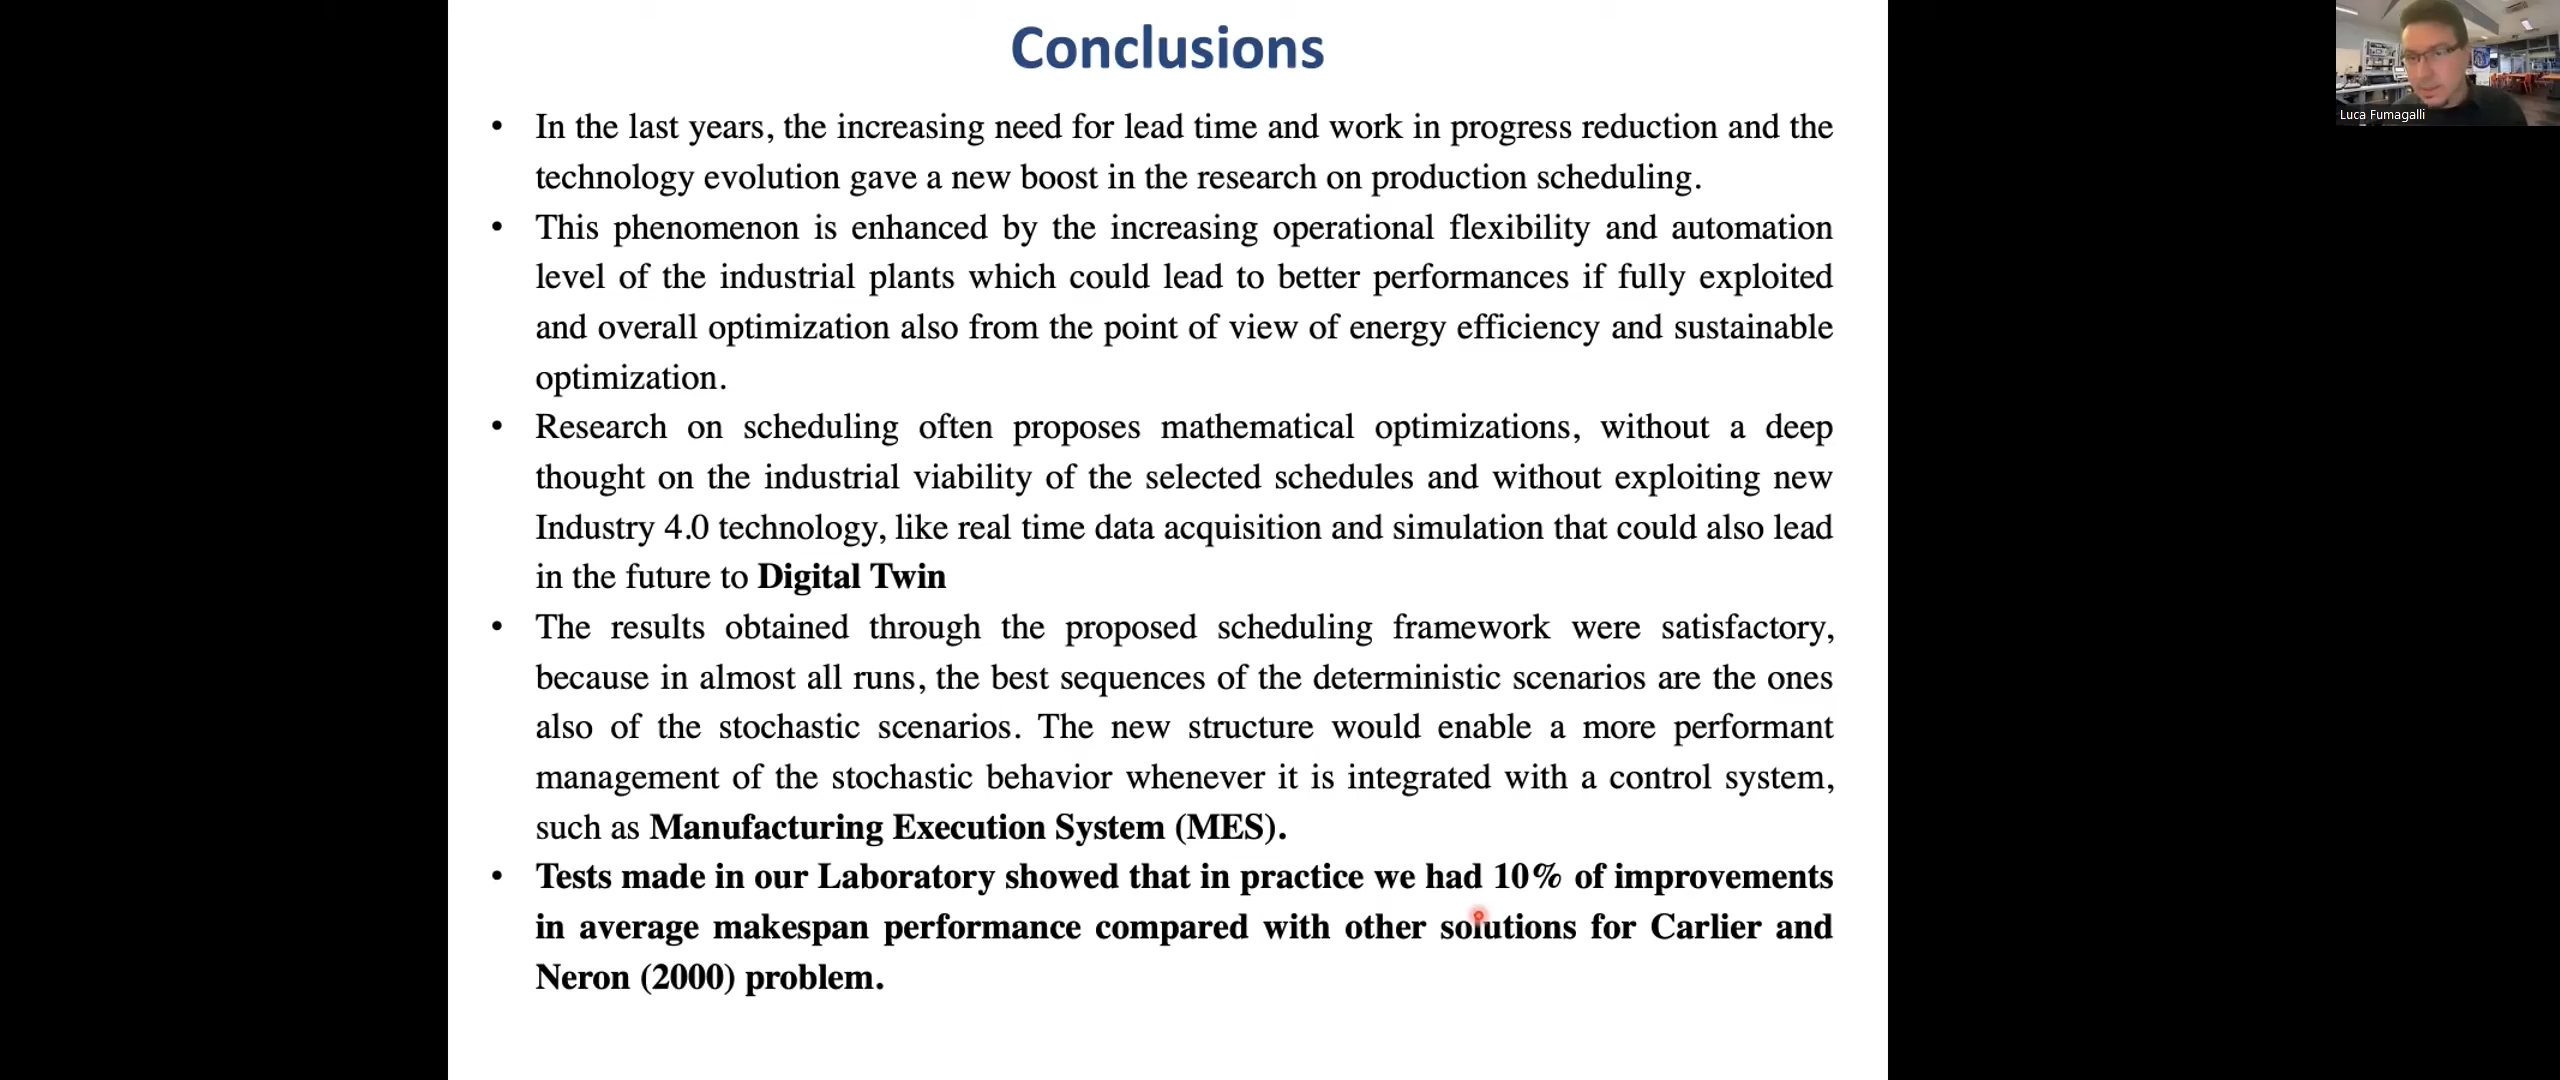 Conclusions
Luca Fumagalli
• In the last years, the increasing need for lead time and work in progress reduction and the
technology evolution gave a new boost in the research on production scheduling.
• This phenomenon is enhanced by the increasing operational flexibility and automation
level of the industrial plants which could lead to better performances if fully exploited
and overall optimization also from the point of view of energy efficiency and sustainable
optimization.
• Research on scheduling often proposes mathematical optimizations, without a deep
thought on the industrial viability of the selected schedules and without exploiting new
Industry 4.0 technology, like real time data acquisition and simulation that could also lead
in the future to Digital Twin
• The results obtained through the proposed scheduling framework were satisfactory,
because in almost all runs, the best sequences of the deterministic scenarios are the ones
also of the stochastic scenarios. The new structure would enable a more performant
management of the stochastic behavior whenever it is integrated with a control system,
such as Manufacturing Execution System (MES).
• Tests made in our Laboratory showed that in practice we had 10% of improvements
in average makespan performance compared with other solutions for Carlier and
Neron (2000) problem.